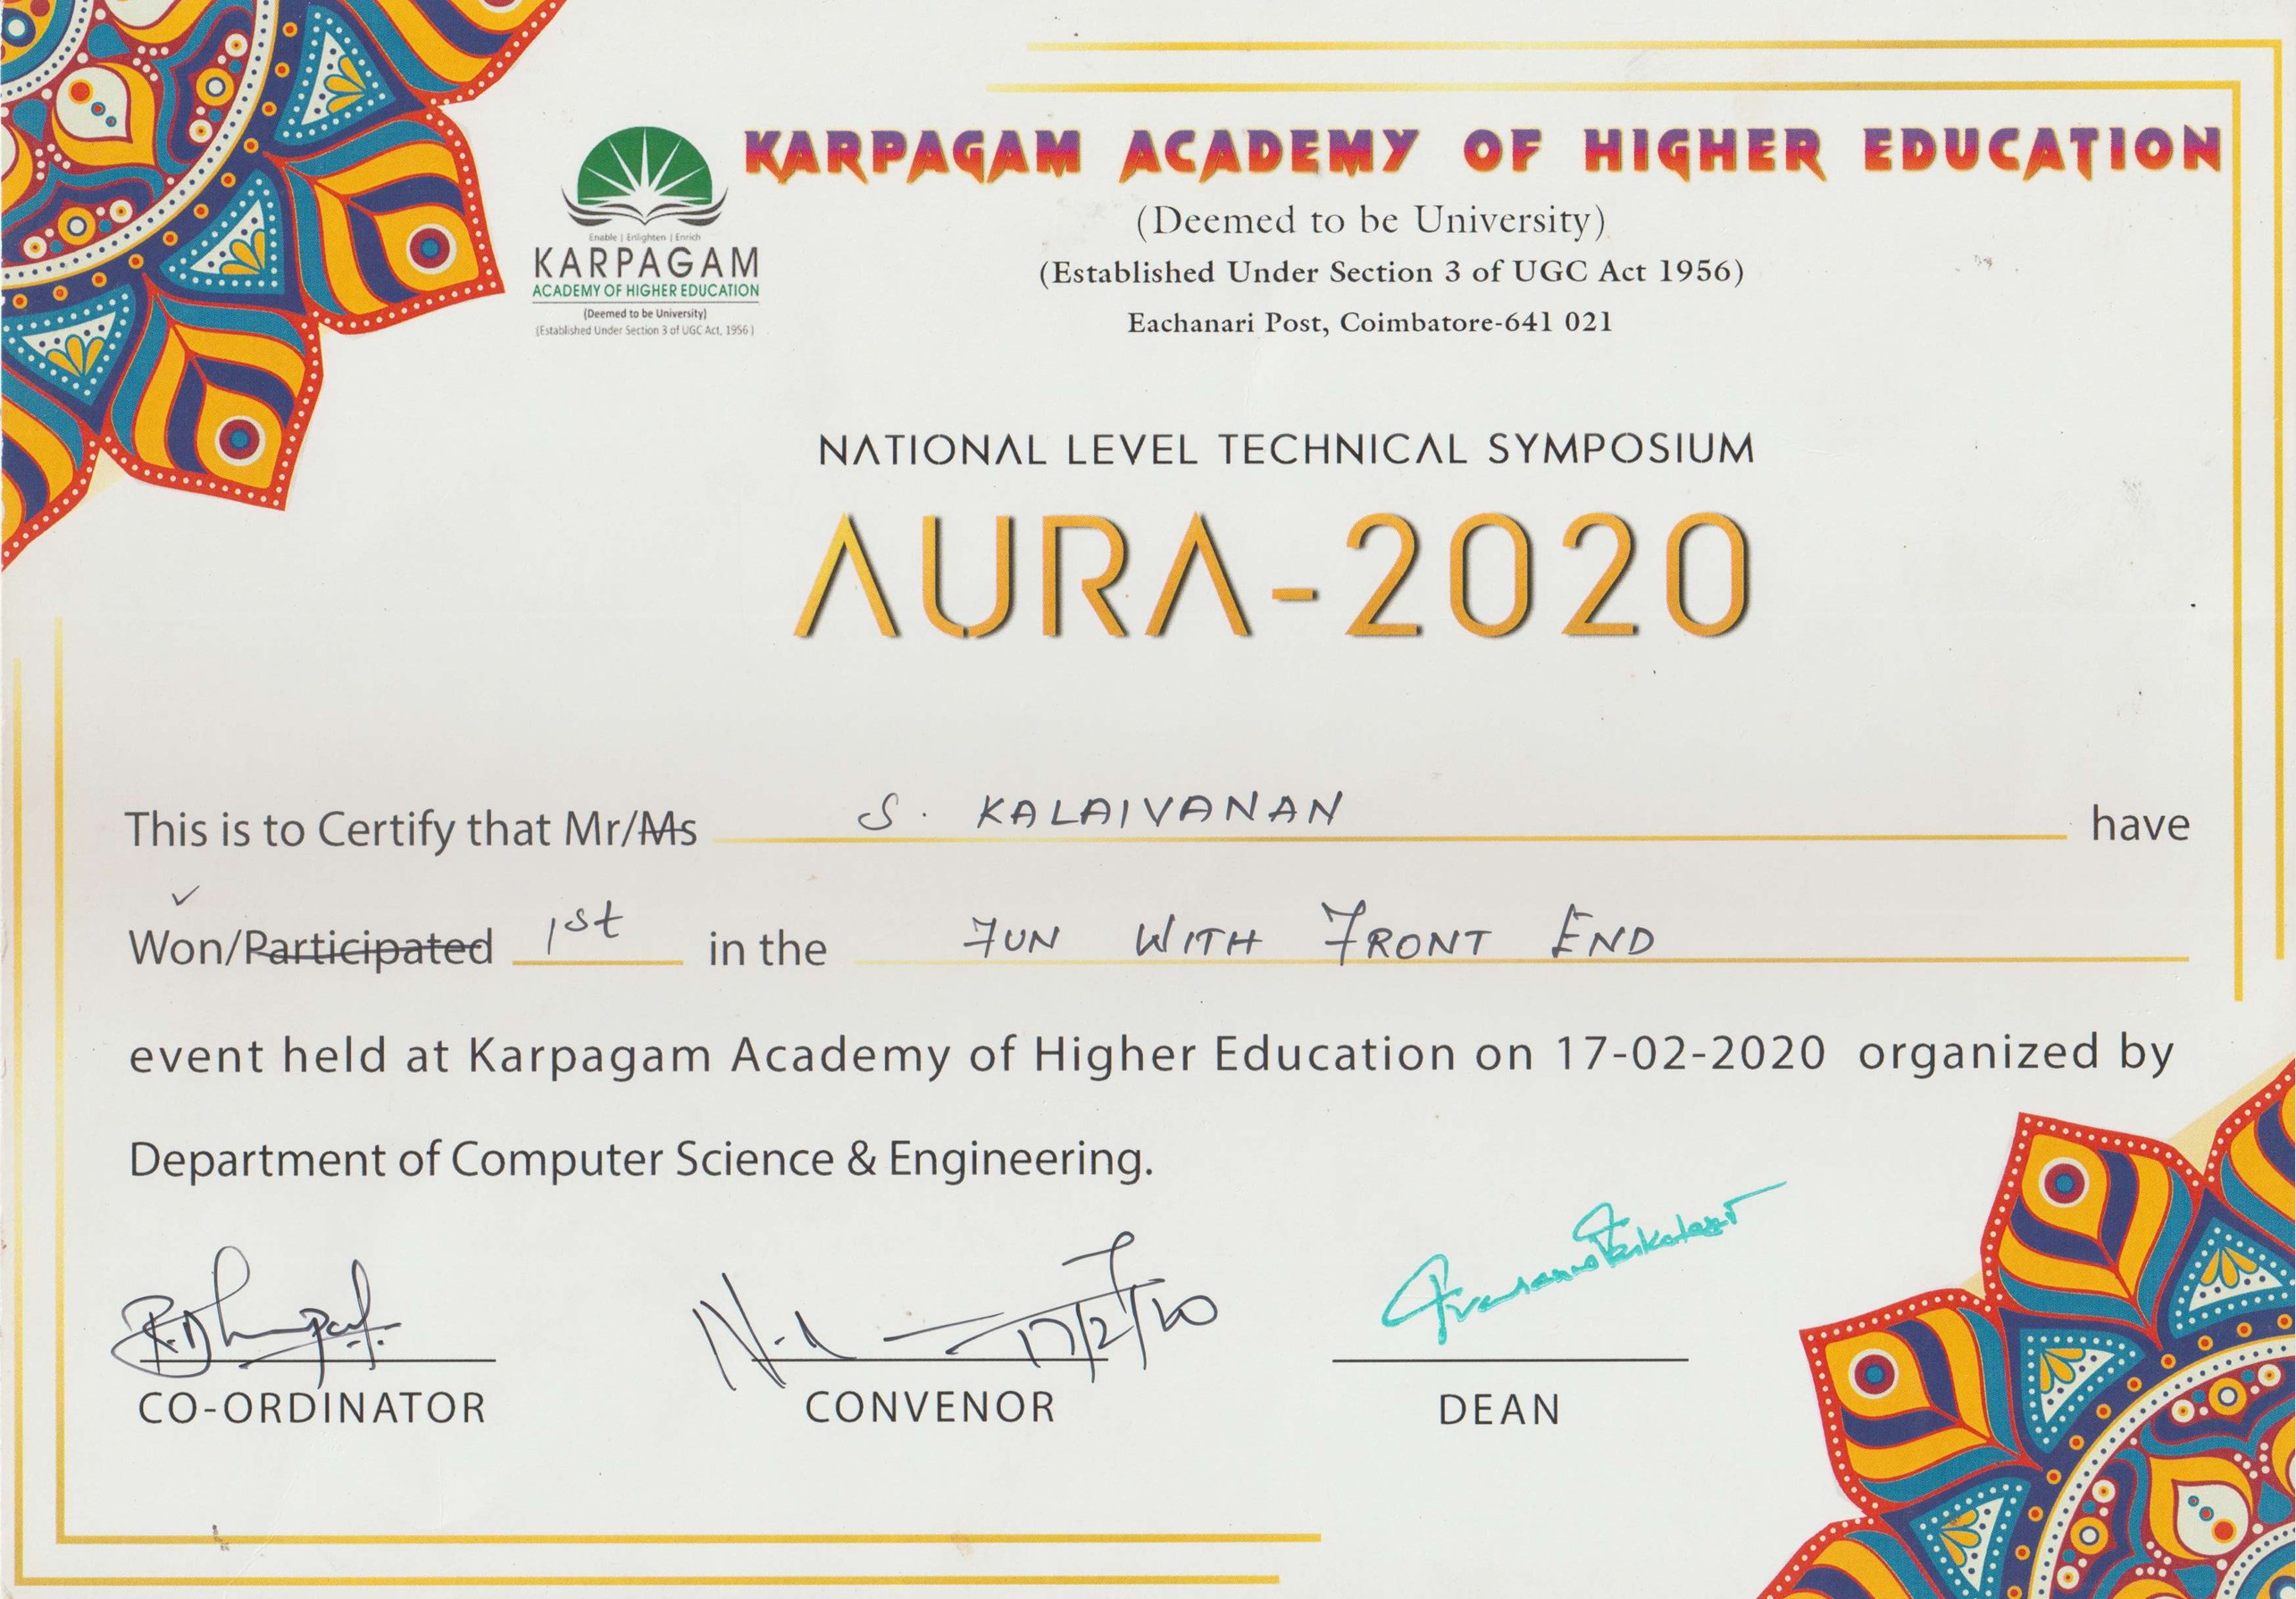 KARPAGAM ACADEMY OF HIGHER EDUCATION
(Deemed to be University)
(Established Under Section 3 of UGC Act 1956)
Eachanari Post, Coimbatore-641 021
Enable | Enlighten | Enrich
KARPAGAM
ACADEMY OF HIGHER EDUCATION
(Deemed to be University)
(Established Under Section 3 of UGC Act, 1956)
NATIONAL LEVEL TECHNICAL SYMPOSIUM
AURA-2020
This is to Certify that Mr/Ms S. KALAIVANAN have
Won/Participated 1st in the FUN WITH FRONT END
event held at Karpagam Academy of Higher Education on 17-02-2020 organized by
Department of Computer Science & Engineering.
17/2/20
CO-ORDINATOR CONVENOR DEAN